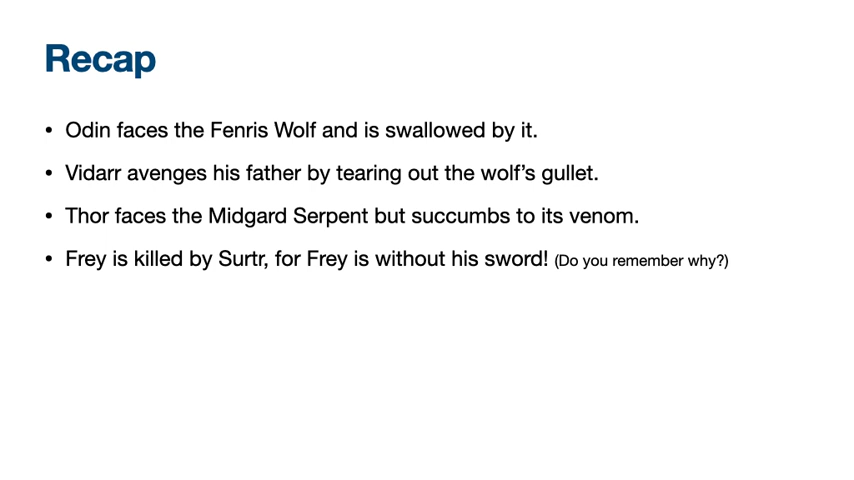 Recap
• Odin faces the Fenris Wolf and is swallowed by it.
• Vidarr avenges his father by tearing out the wolf’s gullet.
• Thor faces the Midgard Serpent but succumbs to its venom.
• Frey is killed by Surtr, for Frey is without his sword! (Do you remember why?)